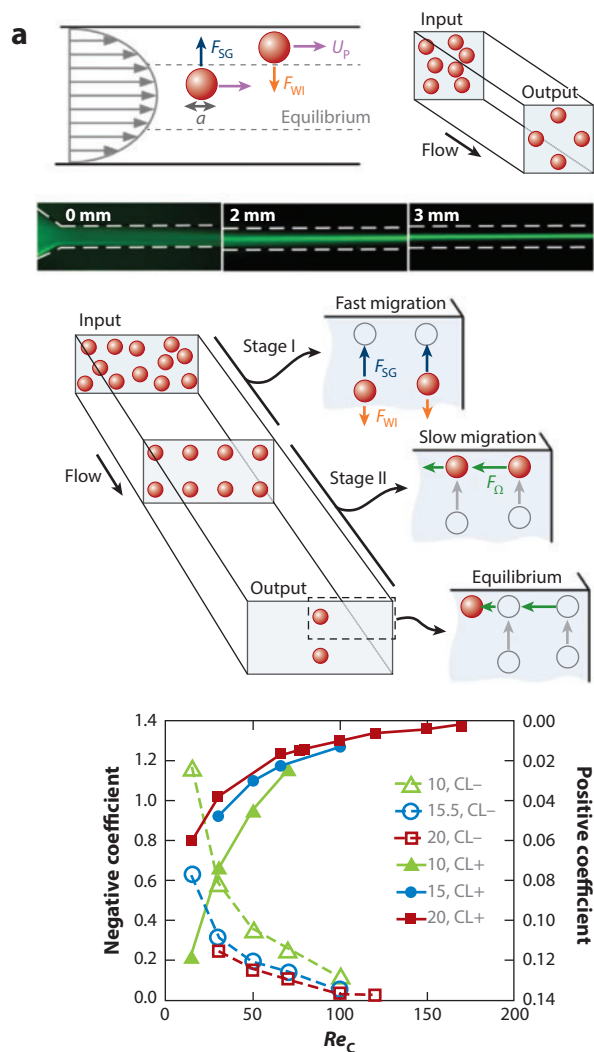 a
F_SG
U_P
F_WI
a
Equilibrium
Input
Output
Flow
0 mm
2 mm
3 mm
Input
Stage I
Fast migration
F_SG
F_WI
Flow
Stage II
Slow migration
F_Ω
Output
Equilibrium
1.4
1.2
1.0
0.8
0.6
0.4
0.2
0.0
Negative coefficient
0.00
0.02
0.04
0.06
0.08
0.10
0.12
0.14
Positive coefficient
10, CL–
15.5, CL–
20, CL–
10, CL+
15, CL+
20, CL+
0
50
100
150
200
Re_C